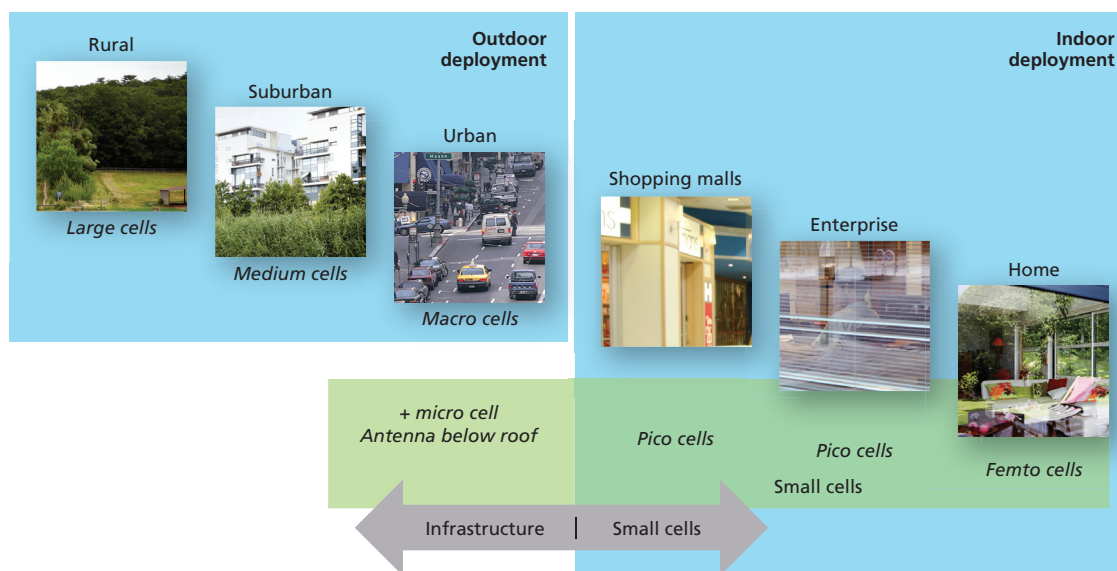 Rural
Large cells
Suburban
Medium cells
Urban
Macro cells
Outdoor
deployment
Indoor
deployment
Shopping malls
Enterprise
Home
+ micro cell
Antenna below roof
Pico cells
Pico cells
Femto cells
Small cells
Infrastructure
Small cells